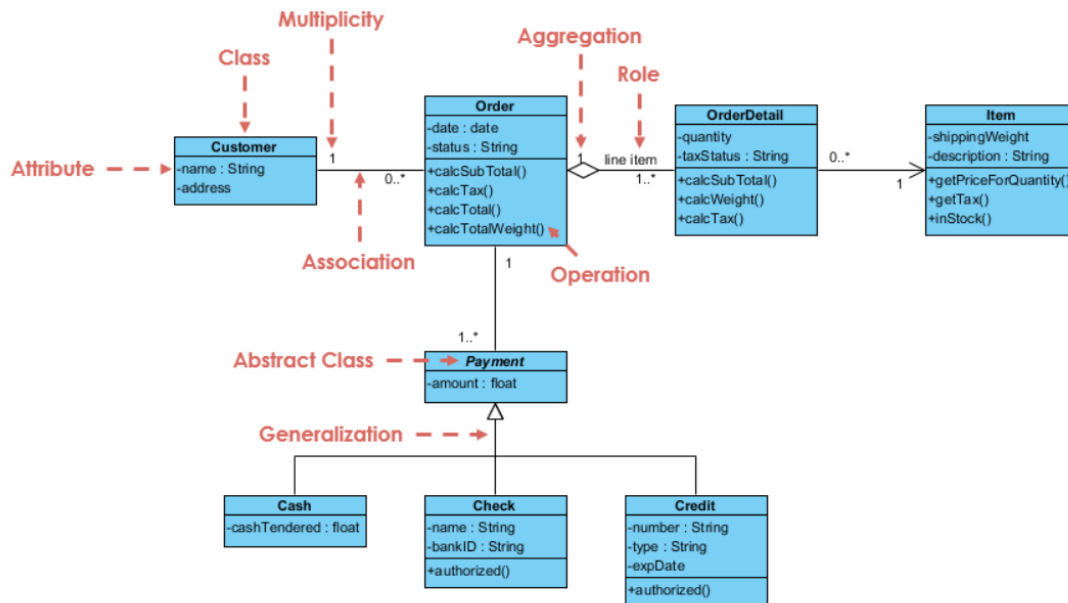 Multiplicity
Aggregation
Class
Role
Attribute
Customer
-name : String
-address
1
0..*
Association
Order
-date : date
-status : String
+calcSubTotal()
+calcTax()
+calcTotal()
+calcTotalWeight()
Operation
1
line item
1..*
OrderDetail
-quantity
-taxStatus : String
+calcSubTotal()
+calcWeight()
+calcTax()
0..*
1
Item
-shippingWeight
-description : String
+getPriceForQuantity()
+getTax()
+inStock()
1
1..*
Abstract Class
Payment
-amount : float
Generalization
Cash
-cashTendered : float
Check
-name : String
-bankID : String
+authorized()
Credit
-number : String
-type : String
-expDate
+authorized()